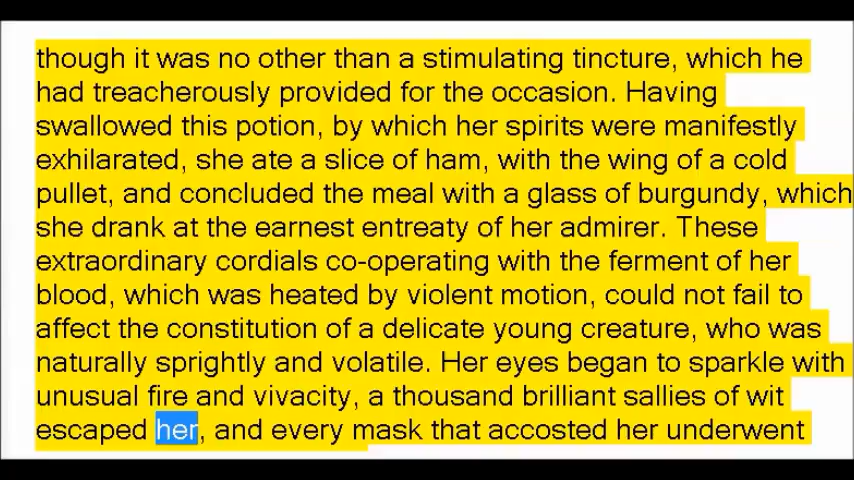 though it was no other than a stimulating tincture, which he
had treacherously provided for the occasion. Having
swallowed this potion, by which her spirits were manifestly
exhilarated, she ate a slice of ham, with the wing of a cold
pullet, and concluded the meal with a glass of burgundy, which
she drank at the earnest entreaty of her admirer. These
extraordinary cordials co-operating with the ferment of her
blood, which was heated by violent motion, could not fail to
affect the constitution of a delicate young creature, who was
naturally sprightly and volatile. Her eyes began to sparkle with
unusual fire and vivacity, a thousand brilliant sallies of wit
escaped her, and every mask that accosted her underwent